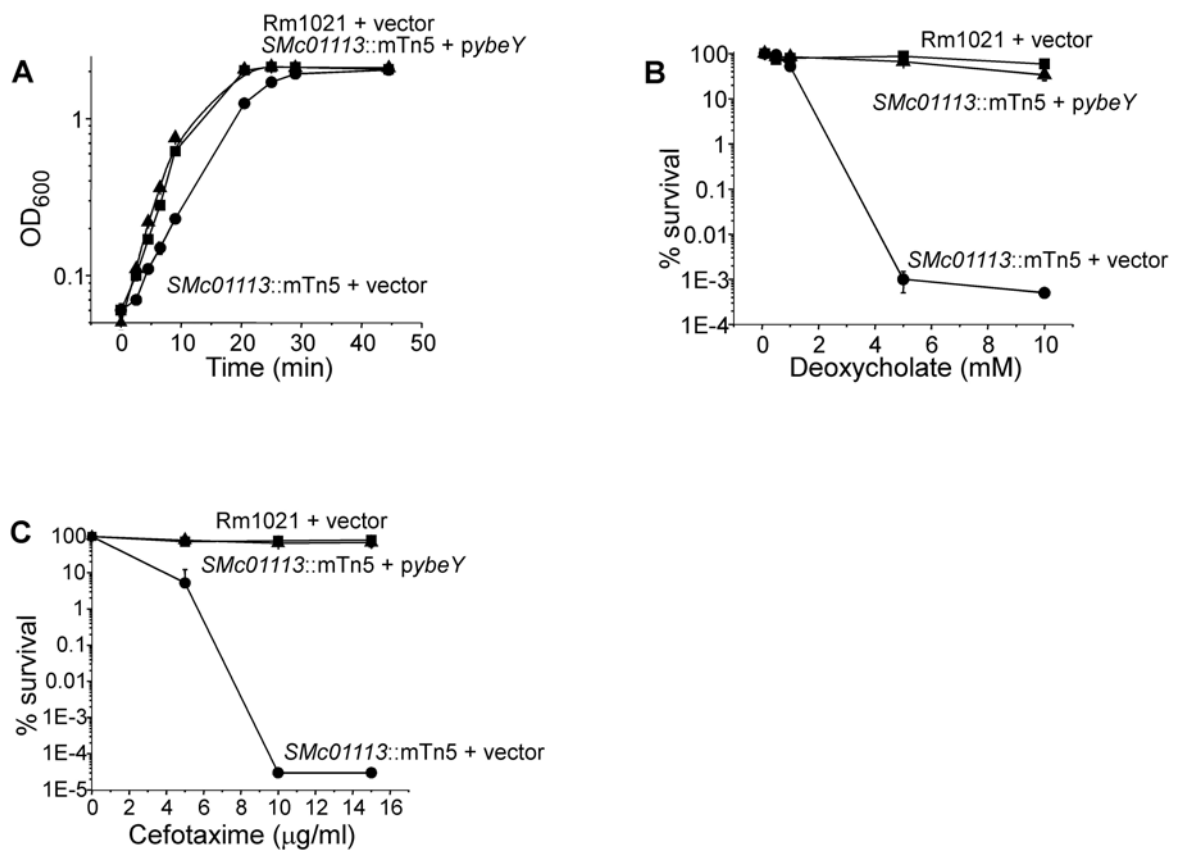 A
Rm1021 + vector
SMc01113::mTn5 + pybeY
1
0.1
OD600
SMc01113::mTn5 + vector
0 10 20 30 40 50
Time (min)
B
100
10
1
0.1
0.01
1E-3
1E-4
% survival
Rm1021 + vector
SMc01113::mTn5 + pybeY
SMc01113::mTn5 + vector
0 2 4 6 8 10
Deoxycholate (mM)
C
100
10
1
0.1
0.01
1E-3
1E-4
1E-5
% survival
Rm1021 + vector
SMc01113::mTn5 + pybeY
SMc01113::mTn5 + vector
0 2 4 6 8 10 12 14 16
Cefotaxime (μg/ml)